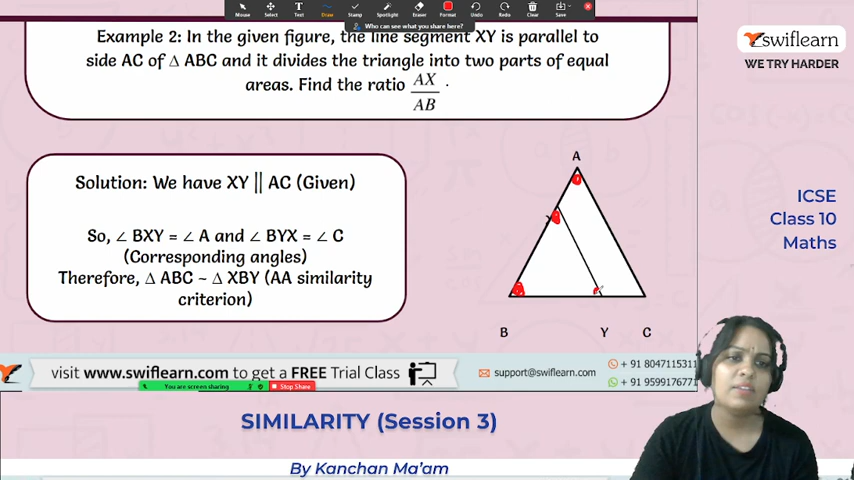 Mouse Select Text Draw Stamp Spotlight Eraser Format Undo Redo Clear Save
Who can see what you share here?
Example 2: In the given figure, the line segment XY is parallel to
side AC of Δ ABC and it divides the triangle into two parts of equal
areas. Find the ratio AX/AB .
swiflearn
WE TRY HARDER
Solution: We have XY || AC (Given)
So, ∠ BXY = ∠ A and ∠ BYX = ∠ C
(Corresponding angles)
Therefore, Δ ABC ~ Δ XBY (AA similarity
criterion)
A
B
Y
C
ICSE
Class 10
Maths
visit www.swiflearn.com to get a FREE Trial Class
support@swiflearn.com
+ 91 8047115311
+ 91 9599176771
You are screen sharing
Stop Share
SIMILARITY (Session 3)
By Kanchan Ma'am